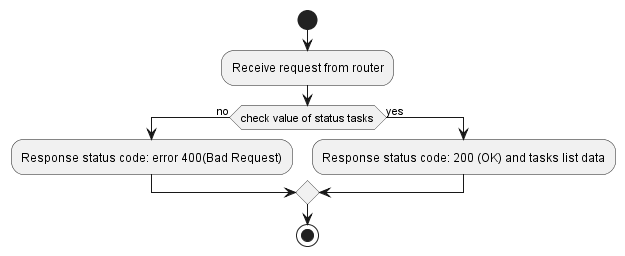 Receive request from router
no
check value of status tasks
yes
Response status code: error 400(Bad Request)
Response status code: 200 (OK) and tasks list data